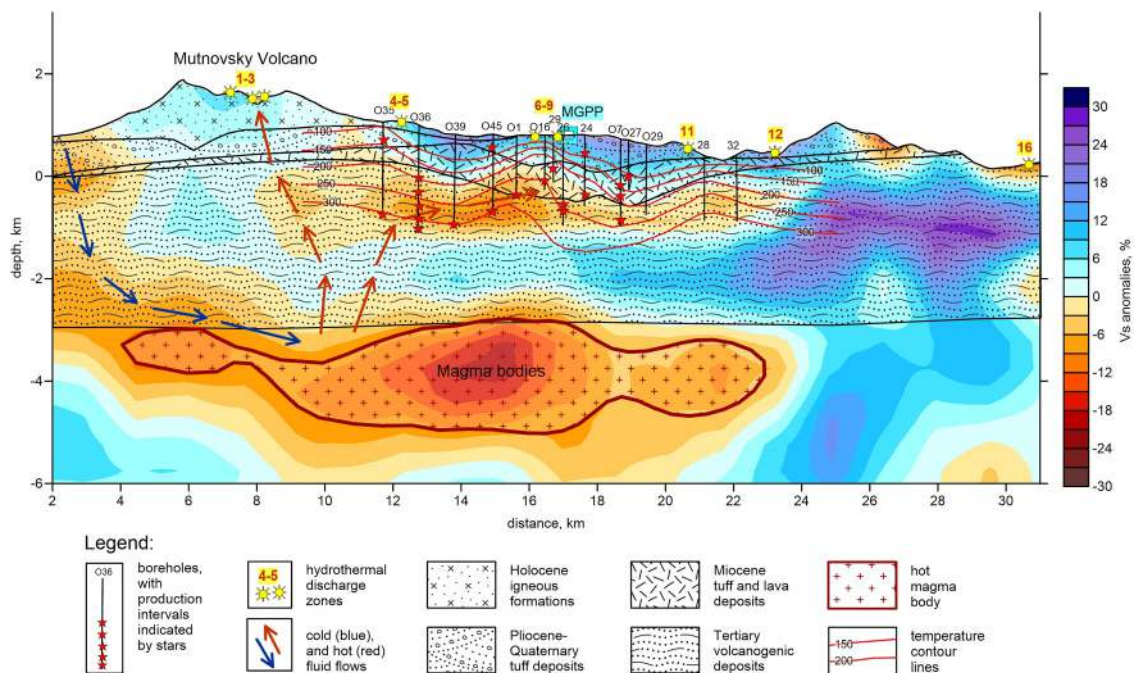 Mutnovsky Volcano
1-3
4-5
6-9
MGPP
11
12
16
O35
O36
O39
O45
O1
O16
29
26
24
O7
O27
O29
28
32
100
150
200
250
300
100
150
200
250
300
Magma bodies
2
0
-2
-4
-6
depth, km
2
4
6
8
10
12
14
16
18
20
22
24
26
28
30
distance, km
30
24
18
12
6
0
-6
-12
-18
-24
-30
Vs anomalies, %
Legend:
O36
boreholes,
with
production
intervals
indicated
by stars
4-5
hydrothermal
discharge
zones
cold (blue),
and hot (red)
fluid flows
Holocene
igneous
formations
Pliocene-
Quaternary
tuff deposits
Miocene
tuff and lava
deposits
Tertiary
volcanogenic
deposits
hot
magma
body
150
200
temperature
contour
lines